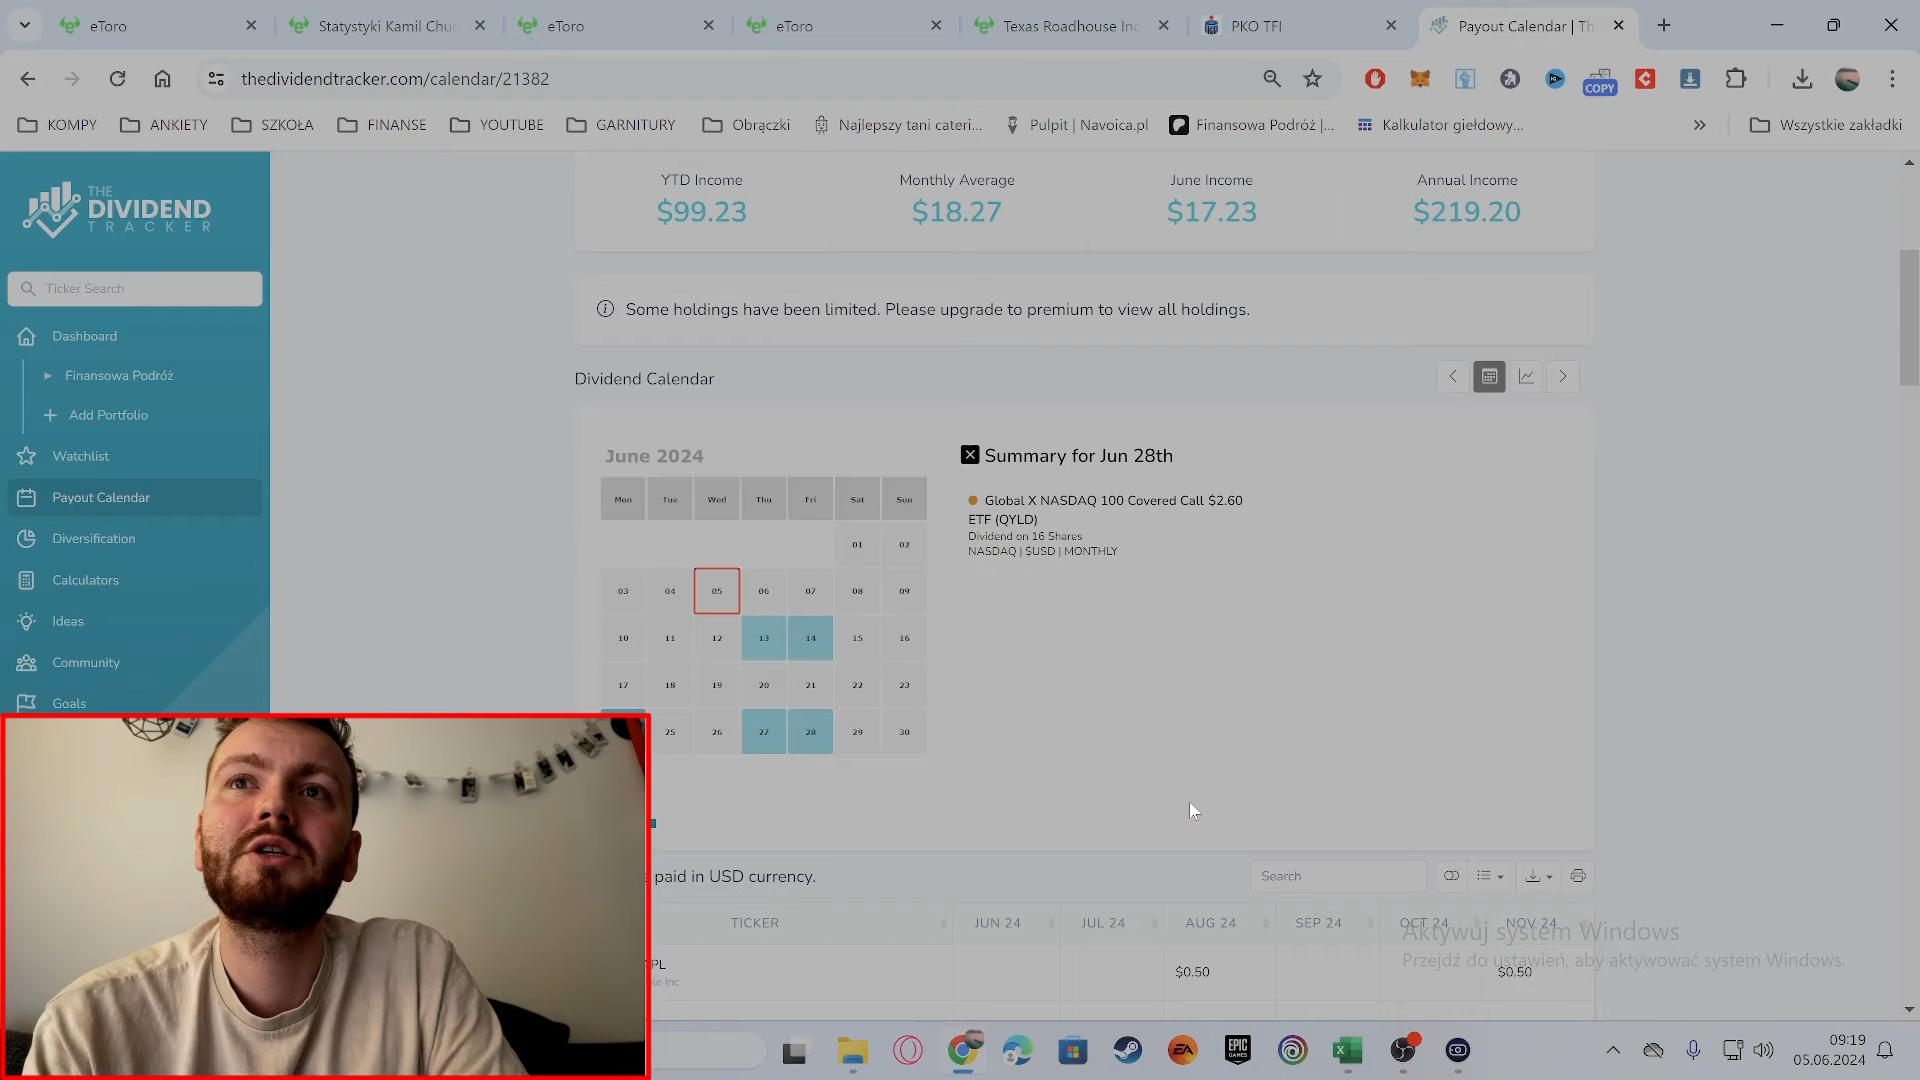 eToro
Statystyki Kamil Chuc
eToro
eToro
Texas Roadhouse Inc
PKO TFI
Payout Calendar | Th
thedividendtracker.com/calendar/21382
COPY
KOMPY
ANKIETY
SZKOŁA
FINANSE
YOUTUBE
GARNITURY
Obrączki
Najlepszy tani cateri...
Pulpit | Navoica.pl
Finansowa Podróż |...
Kalkulator giełdowy...
Wszystkie zakładki
THE
DIVIDEND
TRACKER
Ticker Search
Dashboard
Finansowa Podróż
Add Portfolio
Watchlist
Payout Calendar
Diversification
Calculators
Ideas
Community
Goals
YTD Income
$99.23
Monthly Average
$18.27
June Income
$17.23
Annual Income
$219.20
Some holdings have been limited. Please upgrade to premium to view all holdings.
Dividend Calendar
June 2024
Mon Tue Wed Thu Fri Sat Sun
01 02
03 04 05 06 07 08 09
10 11 12 13 14 15 16
17 18 19 20 21 22 23
25 26 27 28 29 30
Summary for Jun 28th
Global X NASDAQ 100 Covered Call $2.60
ETF (QYLD)
Dividend on 16 Shares
NASDAQ | $USD | MONTHLY
paid in USD currency.
Search
TICKER JUN 24 JUL 24 AUG 24 SEP 24 OCT 24 NOV 24
PL
le Inc
$0.50 $0.50
Aktywuj system Windows
Przejdź do ustawień, aby aktywować system Windows.
EA
EPIC
GAMES
09:19
05.06.2024